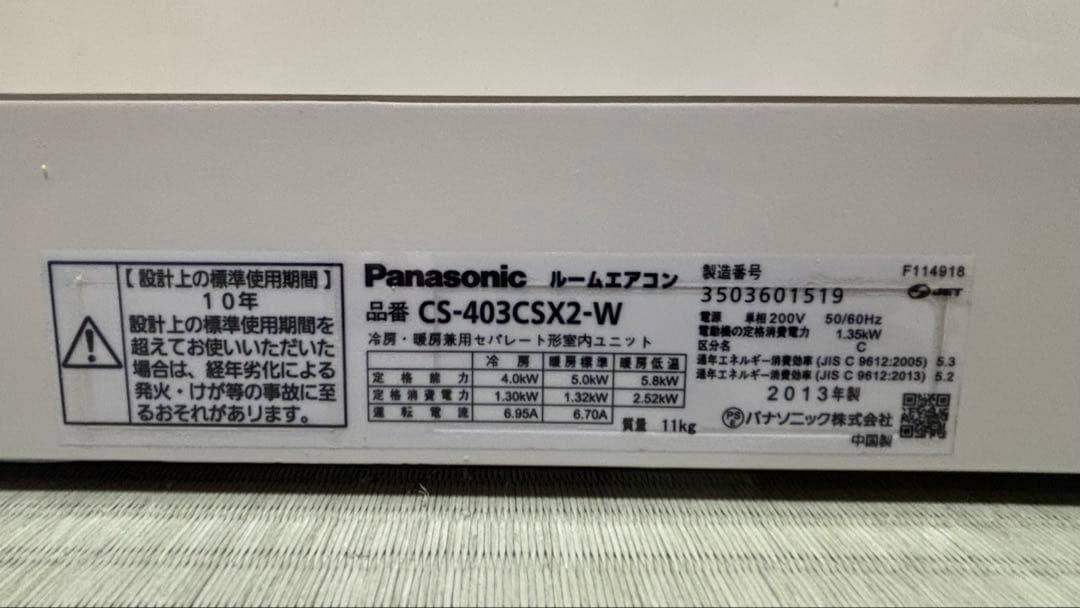 【設計上の標準使用期間】
10年
設計上の標準使用期間を
超えてお使いいただいた
場合は、経年劣化による
発火・けが等の事故に至
るおそれがあります。
Panasonic ルームエアコン
品番 CS-403CSX2-W
冷房・暖房兼用セパレート形室内ユニット
冷房 暖房標準 暖房低温
定格能力 4.0kW 5.0kW 5.8kW
定格消費電力 1.30kW 1.32kW 2.52kW
運転電流 6.95A 6.70A
質量 11kg
製造番号 F114918
3503601519 JET
電源 単相200V 50/60Hz
電動機の定格消費電力 1.35kW
区分名 C
通年エネルギー消費効率(JIS C 9612:2005) 5.3
通年エネルギー消費効率(JIS C 9612:2013) 5.2
2013年製
PSE パナソニック株式会社
中国製